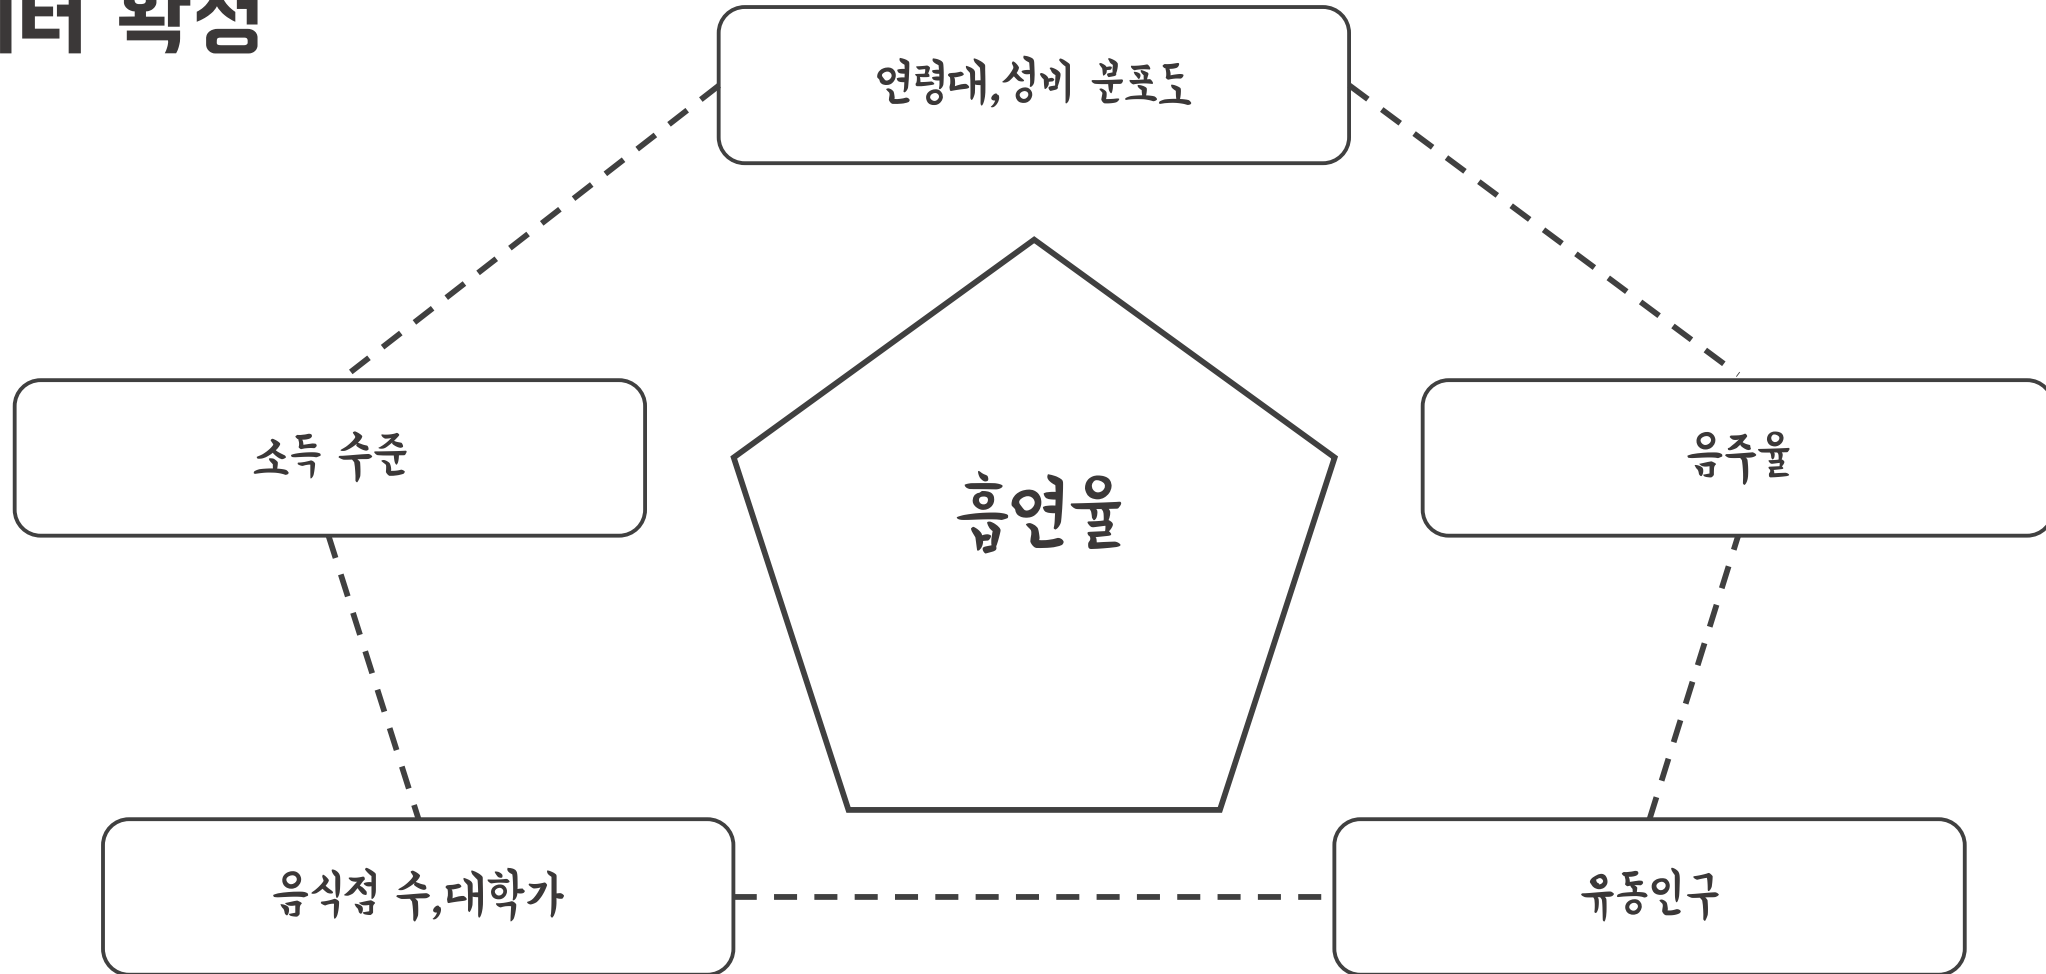 확정
연령대,성비 분포도
소득 수준
음주율
흡연율
음식점 수,대학가
유동인구